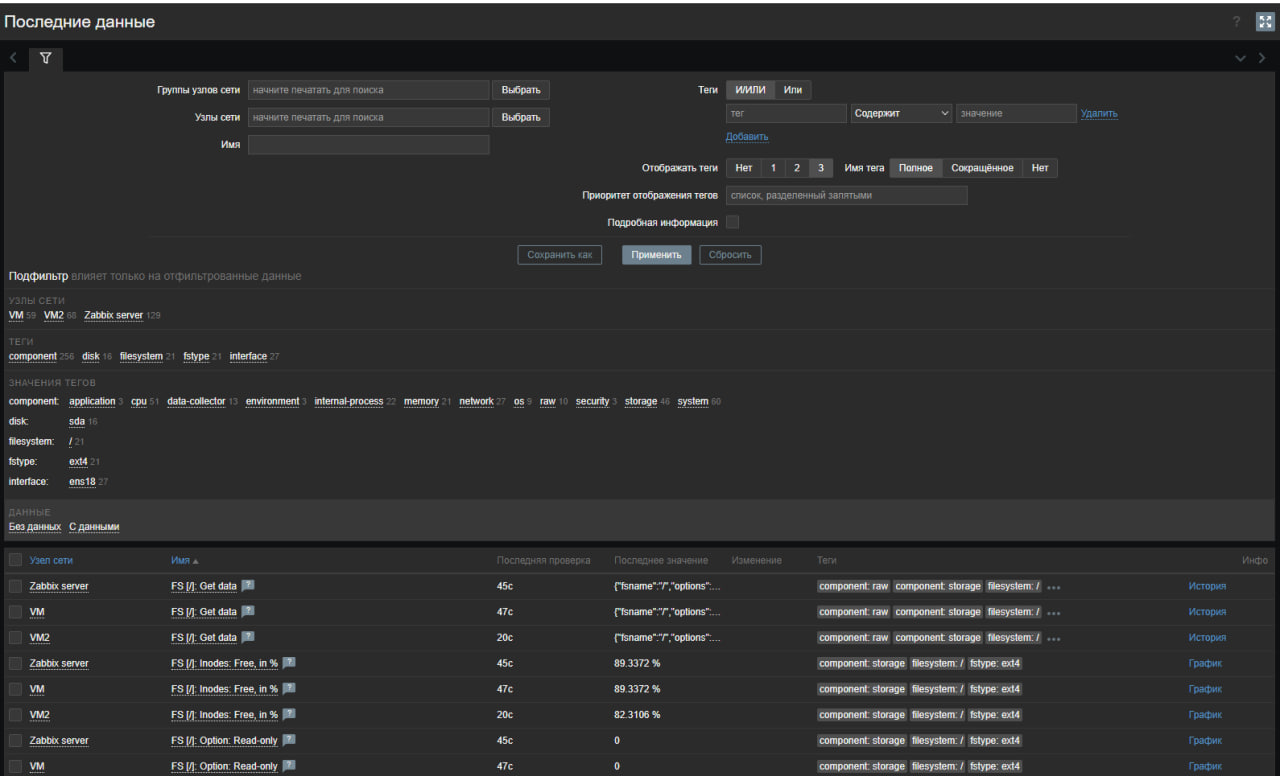 Последние данные
?
Группы узлов сети начните печатать для поиска Выбрать Теги И/ИЛИ Или
Узлы сети начните печатать для поиска Выбрать тег Содержит значение Удалить
Добавить
Имя
Отображать теги Нет 1 2 3 Имя тега Полное Сокращённое Нет
Приоритет отображения тегов список, разделенный запятыми
Подробная информация
Сохранить как Применить Сбросить
Подфильтр влияет только на отфильтрованные данные
УЗЛЫ СЕТИ
VM 59 VM2 68 Zabbix server 129
ТЕГИ
component 256 disk 16 filesystem 21 fstype 21 interface 27
ЗНАЧЕНИЯ ТЕГОВ
component: application 3 cpu 51 data-collector 13 environment 3 internal-process 22 memory 21 network 27 os 9 raw 10 security 3 storage 46 system 60
disk: sda 16
filesystem: / 21
fstype: ext4 21
interface: ens18 27
ДАННЫЕ
Без данных С данными
Узел сети Имя ▲ Последняя проверка Последнее значение Изменение Теги Инфо
Zabbix server FS [/]: Get data ? 45с {"fsname":"/","options":... component: raw component: storage filesystem: / ••• История
VM FS [/]: Get data ? 47с {"fsname":"/","options":... component: raw component: storage filesystem: / ••• История
VM2 FS [/]: Get data ? 20с {"fsname":"/","options":... component: raw component: storage filesystem: / ••• История
Zabbix server FS [/]: Inodes: Free, in % ? 45с 89.3372 % component: storage filesystem: / fstype: ext4 График
VM FS [/]: Inodes: Free, in % ? 47с 89.3372 % component: storage filesystem: / fstype: ext4 График
VM2 FS [/]: Inodes: Free, in % ? 20с 82.3106 % component: storage filesystem: / fstype: ext4 График
Zabbix server FS [/]: Option: Read-only ? 45с 0 component: storage filesystem: / fstype: ext4 График
VM FS [/]: Option: Read-only ? 47с 0 component: storage filesystem: / fstype: ext4 График